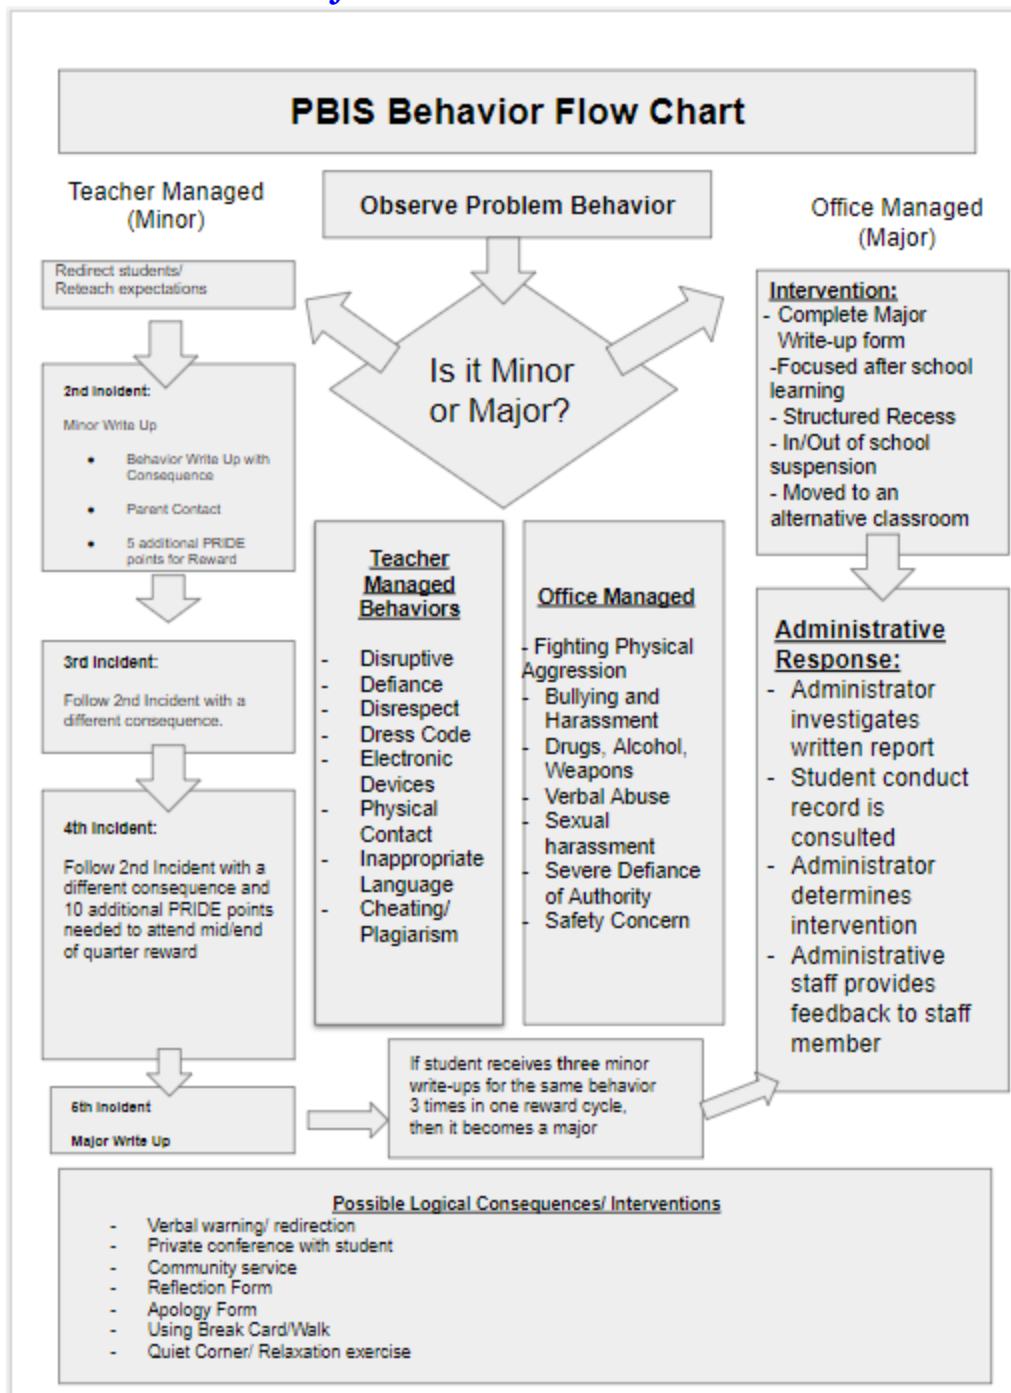 PBIS Behavior Flow Chart
Teacher Managed
(Minor)
Observe Problem Behavior
Office Managed
(Major)
Redirect students/
Reteach expectations
2nd Incident:
Minor Write Up
• Behavior Write Up with
Consequence
• Parent Contact
• 5 additional PRIDE
points for Reward
3rd Incident:
Follow 2nd Incident with a
different consequence.
4th Incident:
Follow 2nd Incident with a
different consequence and
10 additional PRIDE points
needed to attend mid/end
of quarter reward
5th Incident
Major Write Up
Is it Minor
or Major?
Teacher
Managed
Behaviors
- Disruptive
- Defiance
- Disrespect
- Dress Code
- Electronic
Devices
- Physical
Contact
- Inappropriate
Language
- Cheating/
Plagiarism
Office Managed
- Fighting Physical
Aggression
- Bullying and
Harassment
- Drugs, Alcohol,
Weapons
- Verbal Abuse
- Sexual
harassment
- Severe Defiance
of Authority
- Safety Concern
If student receives three minor
write-ups for the same behavior
3 times in one reward cycle,
then it becomes a major
Intervention:
- Complete Major
Write-up form
-Focused after school
learning
- Structured Recess
- In/Out of school
suspension
- Moved to an
alternative classroom
Administrative
Response:
- Administrator
investigates
written report
- Student conduct
record is
consulted
- Administrator
determines
intervention
- Administrative
staff provides
feedback to staff
member
Possible Logical Consequences/ Interventions
- Verbal warning/ redirection
- Private conference with student
- Community service
- Reflection Form
- Apology Form
- Using Break Card/Walk
- Quiet Corner/ Relaxation exercise